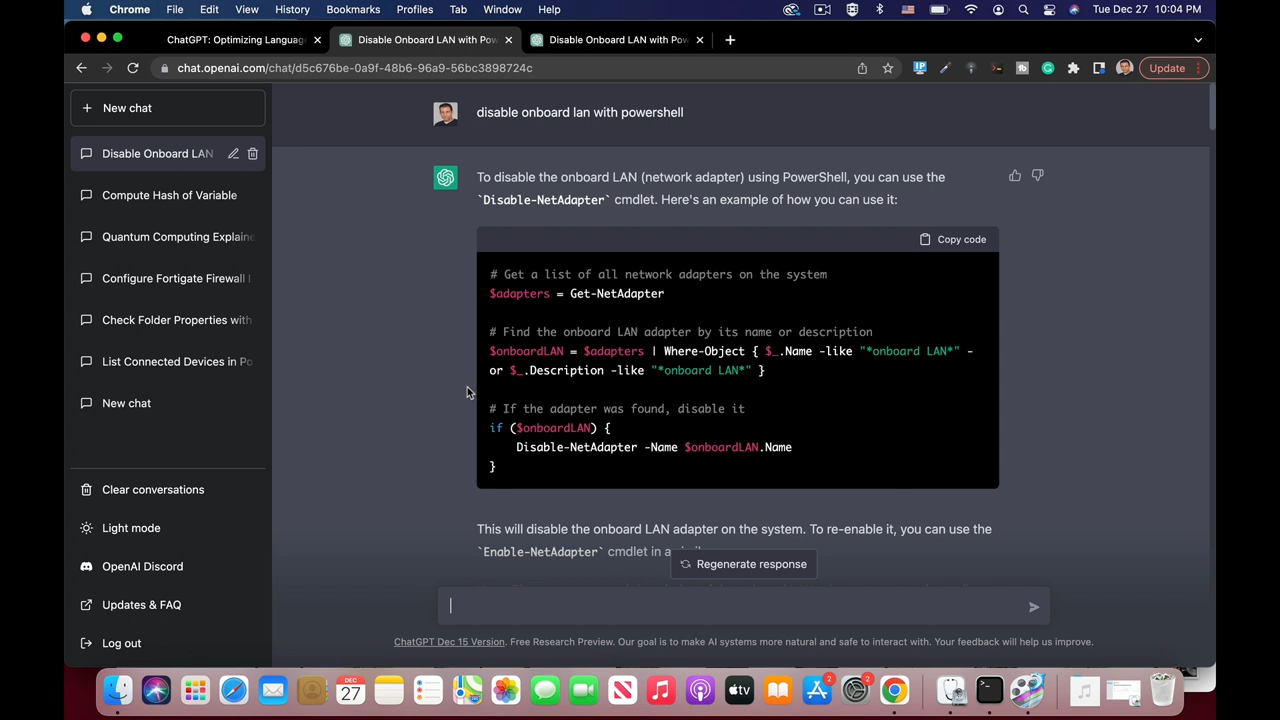 Chrome File Edit View History Bookmarks Profiles Tab Window Help Tue Dec 27 10:04 PM
ChatGPT: Optimizing Languag
Disable Onboard LAN with Pow
Disable Onboard LAN with Pow
chat.openai.com/chat/d5c676be-0a9f-48b6-96a9-56bc3898724c
Update
New chat
Disable Onboard LAN
Compute Hash of Variable
Quantum Computing Explaine
Configure Fortigate Firewall
Check Folder Properties with
List Connected Devices in Po
New chat
Clear conversations
Light mode
OpenAI Discord
Updates & FAQ
Log out
disable onboard lan with powershell
To disable the onboard LAN (network adapter) using PowerShell, you can use the
`Disable-NetAdapter` cmdlet. Here's an example of how you can use it:
Copy code
# Get a list of all network adapters on the system
$adapters = Get-NetAdapter
# Find the onboard LAN adapter by its name or description
$onboardLAN = $adapters | Where-Object { $_.Name -like "*onboard LAN*" -
or $_.Description -like "*onboard LAN*" }
# If the adapter was found, disable it
if ($onboardLAN) {
Disable-NetAdapter -Name $onboardLAN.Name
}
This will disable the onboard LAN adapter on the system. To re-enable it, you can use the
`Enable-NetAdapter` cmdlet in a
Regenerate response
ChatGPT Dec 15 Version. Free Research Preview. Our goal is to make AI systems more natural and safe to interact with. Your feedback will help us improve.
DEC
27
2
2
tv